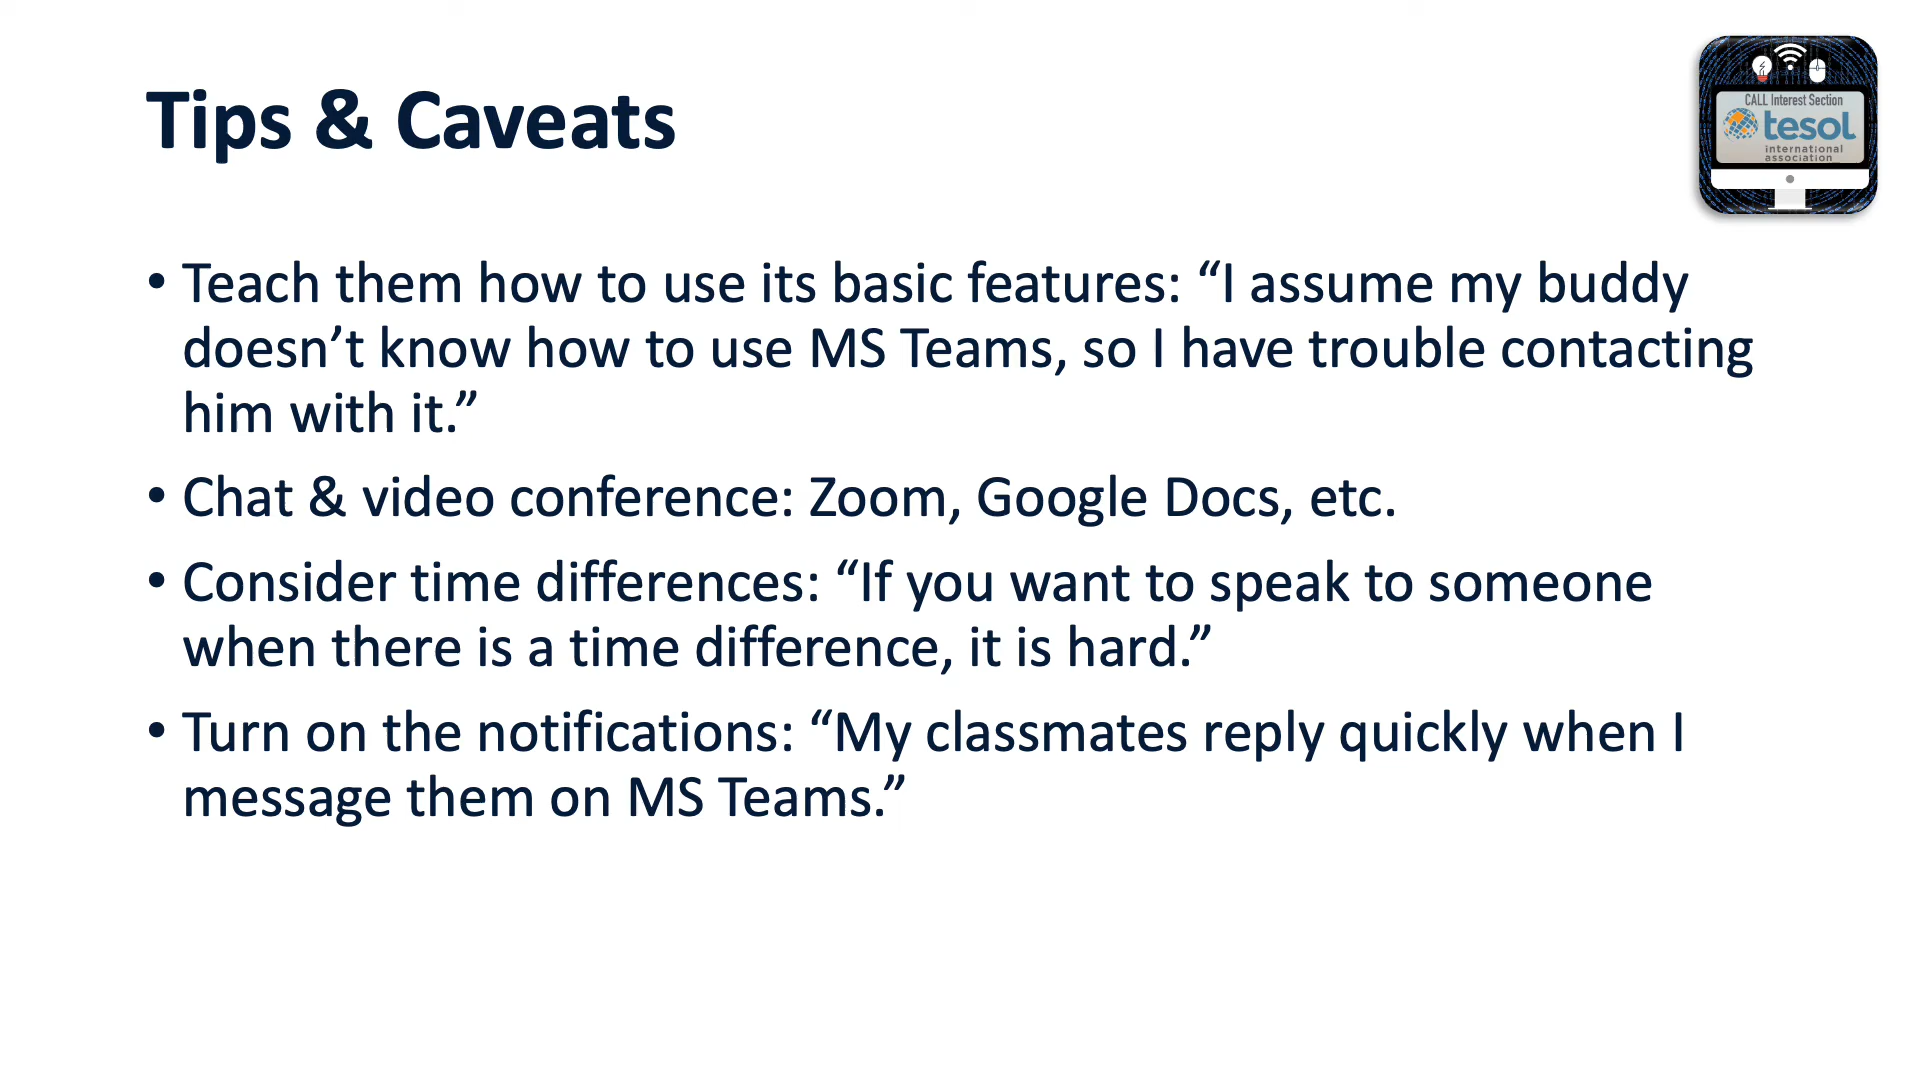 Tips & Caveats
CALL Interest Section
tesol
international
association
• Teach them how to use its basic features: “I assume my buddy
doesn’t know how to use MS Teams, so I have trouble contacting
him with it.”
• Chat & video conference: Zoom, Google Docs, etc.
• Consider time differences: “If you want to speak to someone
when there is a time difference, it is hard.”
• Turn on the notifications: “My classmates reply quickly when I
message them on MS Teams.”